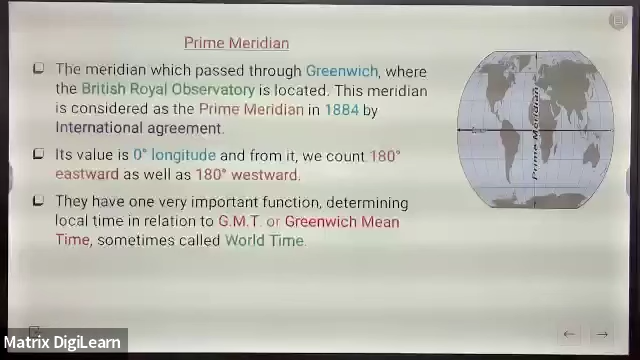 Prime Meridian
❑ The meridian which passed through Greenwich, where
the British Royal Observatory is located. This meridian
is considered as the Prime Meridian in 1884 by
International agreement.
❑ Its value is 0° longitude and from it, we count 180°
eastward as well as 180° westward.
❑ They have one very important function, determining
local time in relation to G.M.T. or Greenwich Mean
Time, sometimes called World Time.
Prime Meridian
Matrix DigiLearn